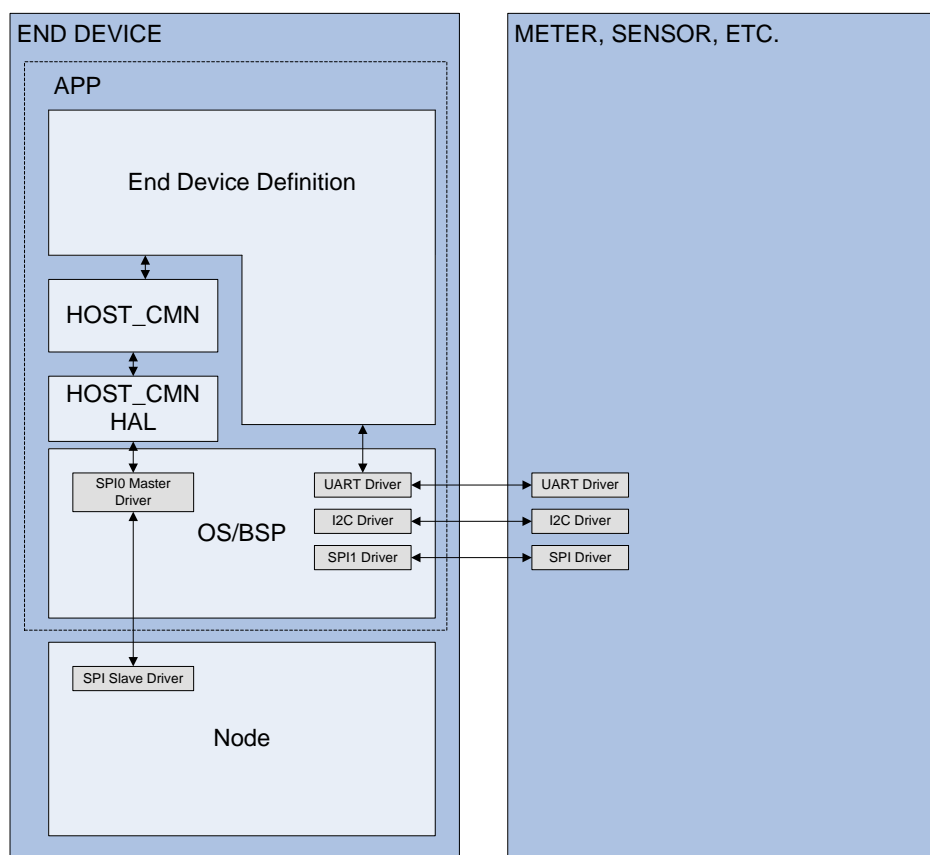 END DEVICE
APP
End Device Definition
HOST_CMN
HOST_CMN
HAL
SPI0 Master
Driver
OS/BSP
UART Driver
I2C Driver
SPI1 Driver
SPI Slave Driver
Node
METER, SENSOR, ETC.
UART Driver
I2C Driver
SPI Driver